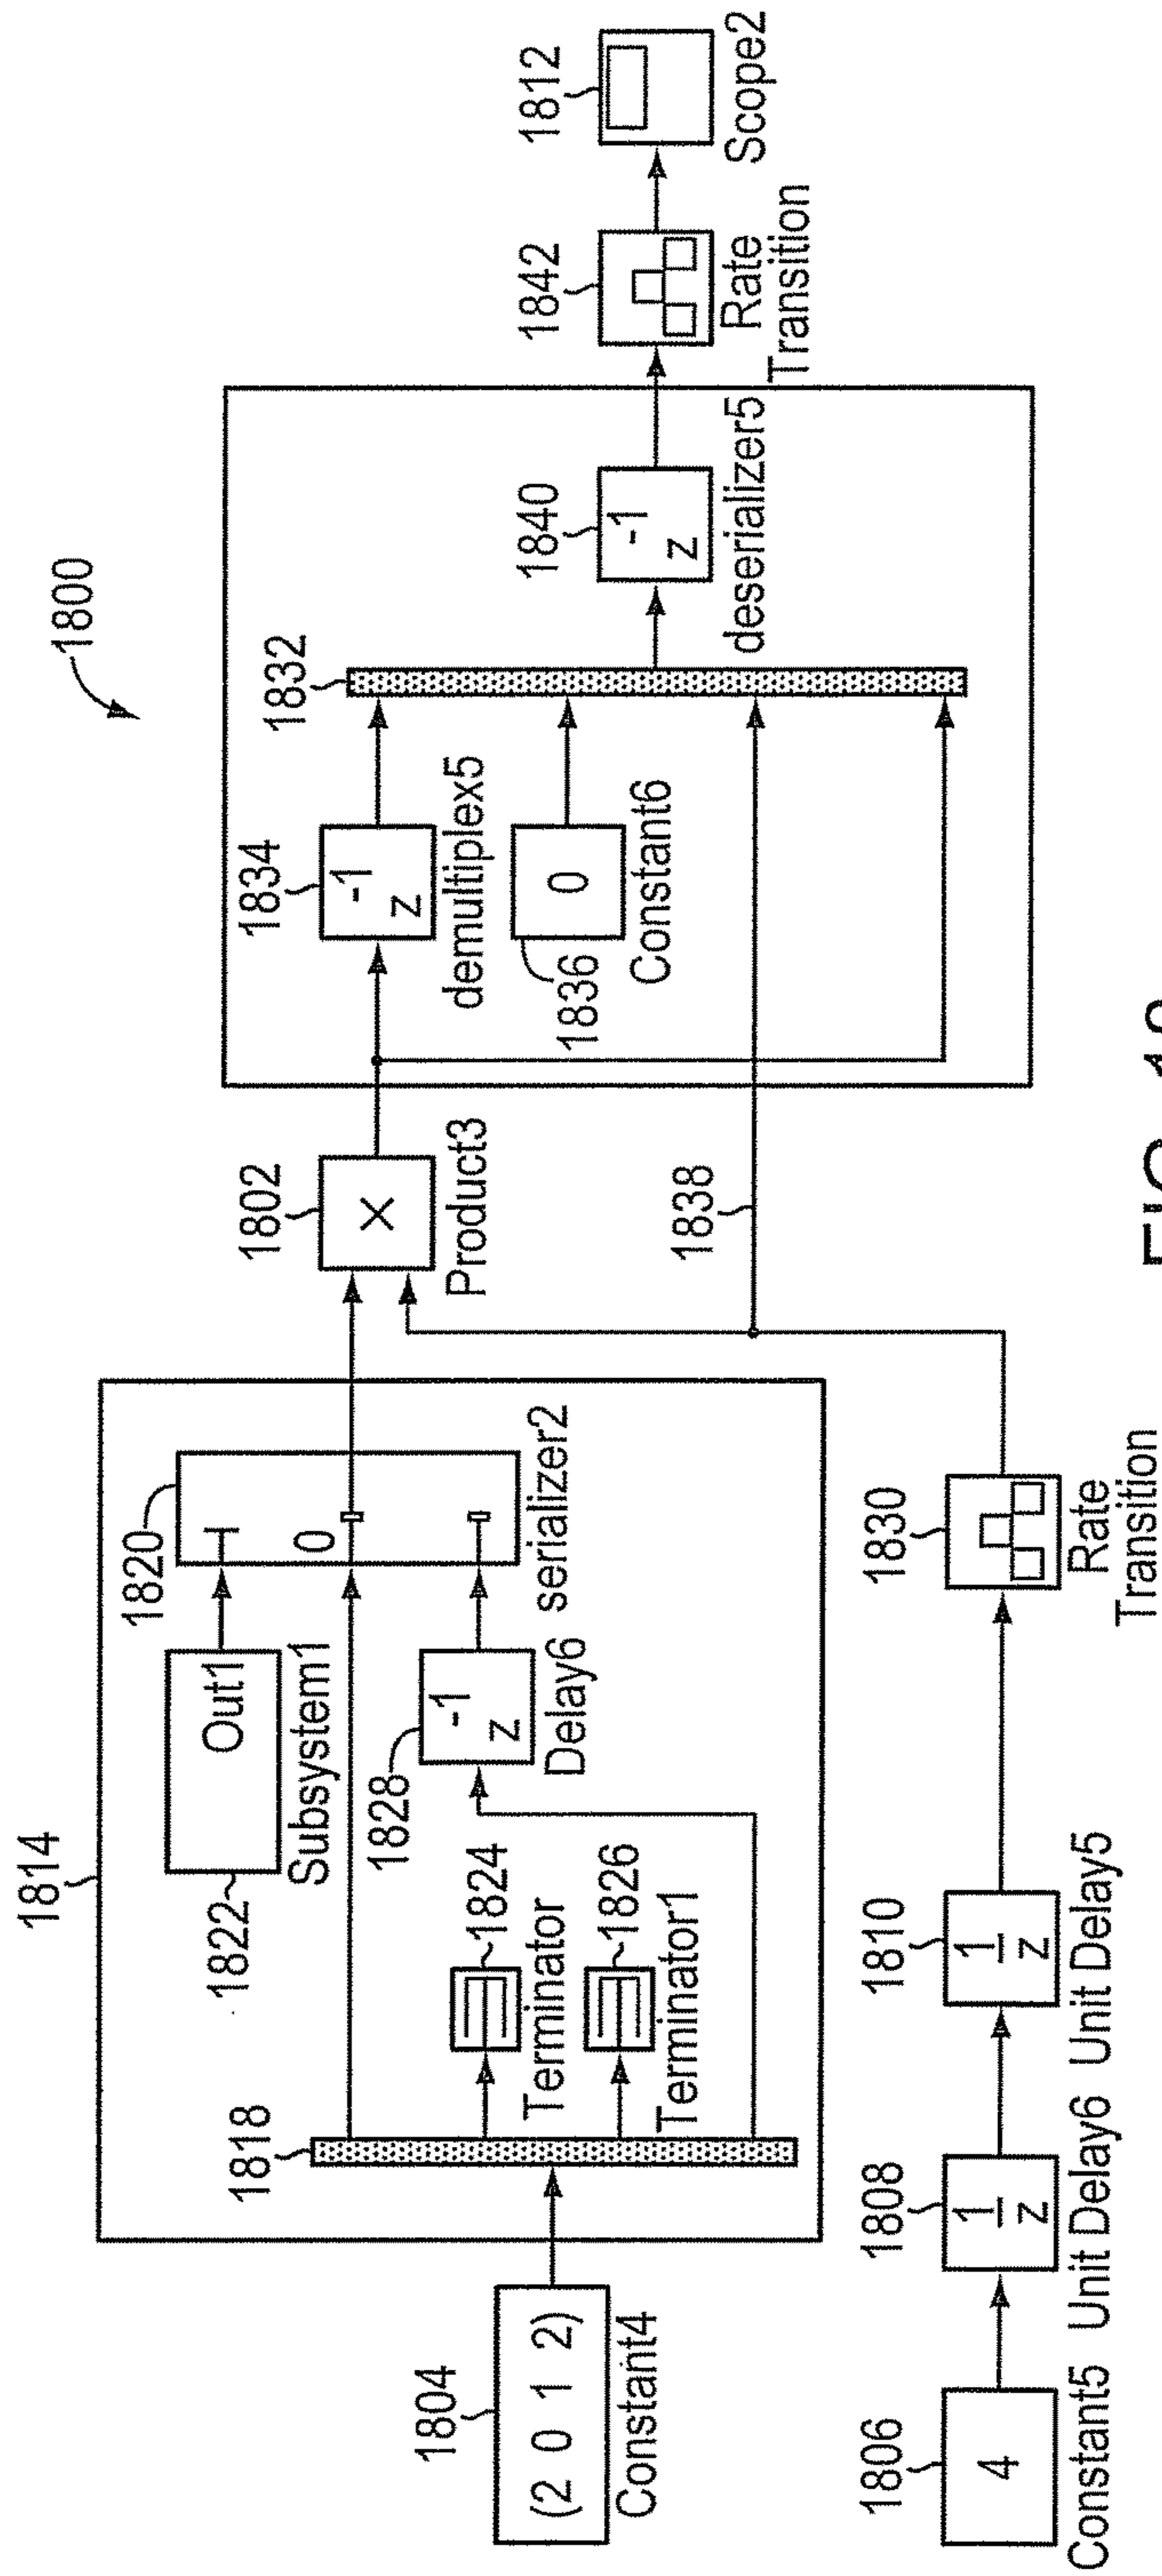 1800
1814
1820
1822
Out1
Subsystem1
1818
0
1828
-1
z
Delay6
serializer2
1824
Terminator
1826
Terminator1
1804
(2 0 1 2)
Constant4
1802
×
Product3
1832
1834
-1
z
demultiplex5
1836
0
Constant6
1838
1840
-1
z
deserializer5
1842
Rate
Transition
1812
Scope2
1806
4
Constant5
1808
1
z
Unit Delay6
1810
1
z
Unit Delay5
1830
Rate
Transition